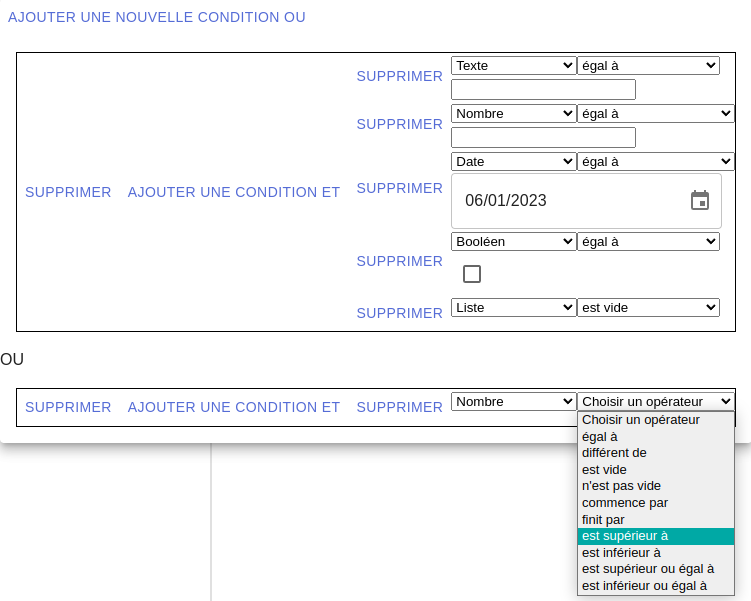 AJOUTER UNE NOUVELLE CONDITION OU
SUPPRIMER AJOUTER UNE CONDITION ET
SUPPRIMER Texte égal à
SUPPRIMER Nombre égal à
SUPPRIMER Date égal à
06/01/2023
SUPPRIMER Booléen égal à
SUPPRIMER Liste est vide
OU
SUPPRIMER AJOUTER UNE CONDITION ET SUPPRIMER Nombre Choisir un opérateur
Choisir un opérateur
égal à
différent de
est vide
n'est pas vide
commence par
finit par
est supérieur à
est inférieur à
est supérieur ou égal à
est inférieur ou égal à